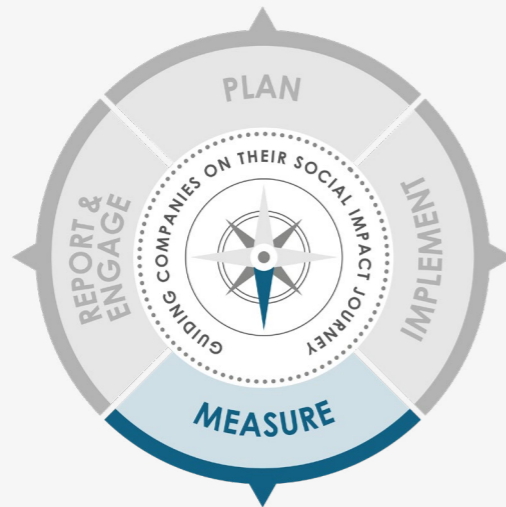 PLAN
GUIDING COMPANIES ON THEIR SOCIAL IMPACT JOURNEY
REPORT &
ENGAGE
IMPLEMENT
MEASURE